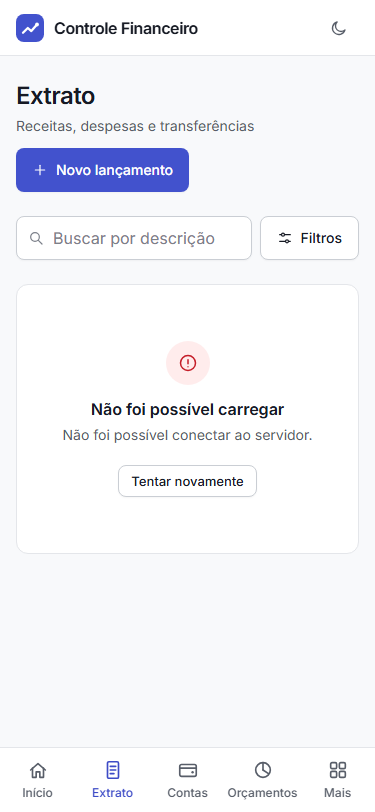 Controle Financeiro
Extrato
Receitas, despesas e transferências
Novo lançamento
Buscar por descrição
Filtros
Não foi possível carregar
Não foi possível conectar ao servidor.
Tentar novamente
Início
Extrato
Contas
Orçamentos
Mais